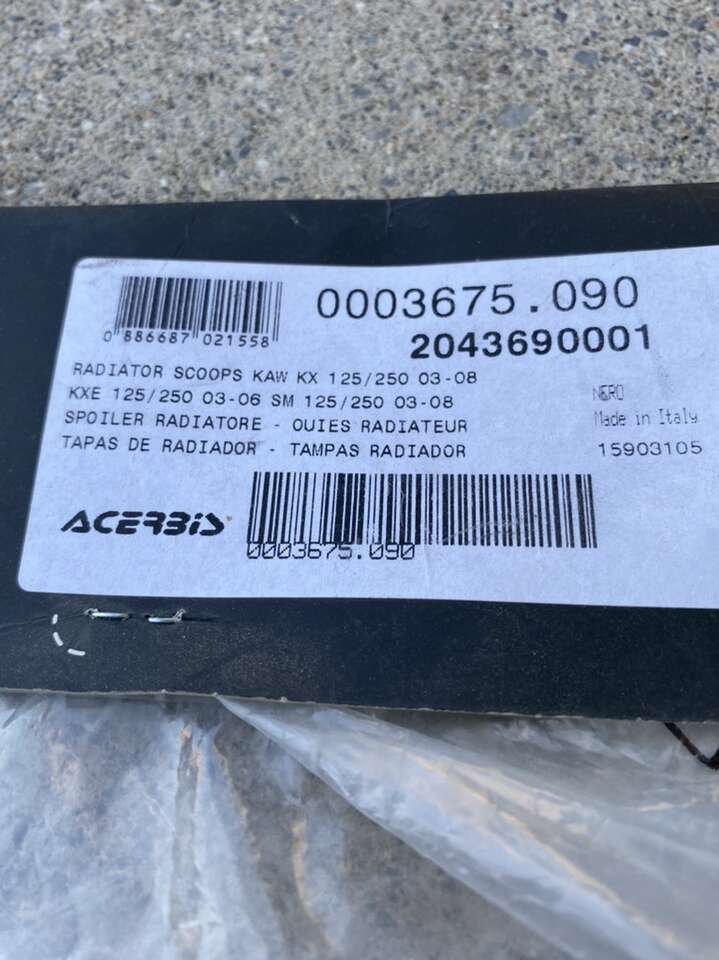 0003675.090
0 886687 021558
2043690001
RADIATOR SCOOPS KAW KX 125/250 03-08
KXE 125/250 03-06 SM 125/250 03-08
NERO
SPOILER RADIATORE - OUIES RADIATEUR
Made in Italy
TAPAS DE RADIADOR - TAMPAS RADIADOR
15903105
ACERBIS
0003675.090